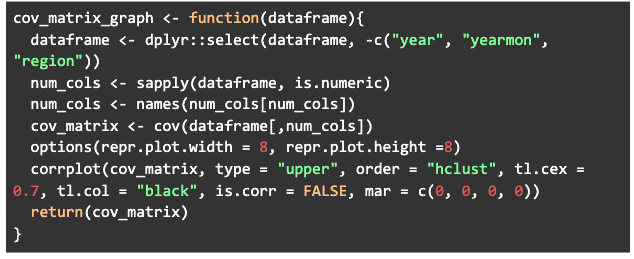 cov_matrix_graph <- function(dataframe){
  dataframe <- dplyr::select(dataframe, -c("year", "yearmon",
"region"))
  num_cols <- sapply(dataframe, is.numeric)
  num_cols <- names(num_cols[num_cols])
  cov_matrix <- cov(dataframe[,num_cols])
  options(repr.plot.width = 8, repr.plot.height =8)
  corrplot(cov_matrix, type = "upper", order = "hclust", tl.cex =
0.7, tl.col = "black", is.corr = FALSE, mar = c(0, 0, 0, 0))
  return(cov_matrix)
}